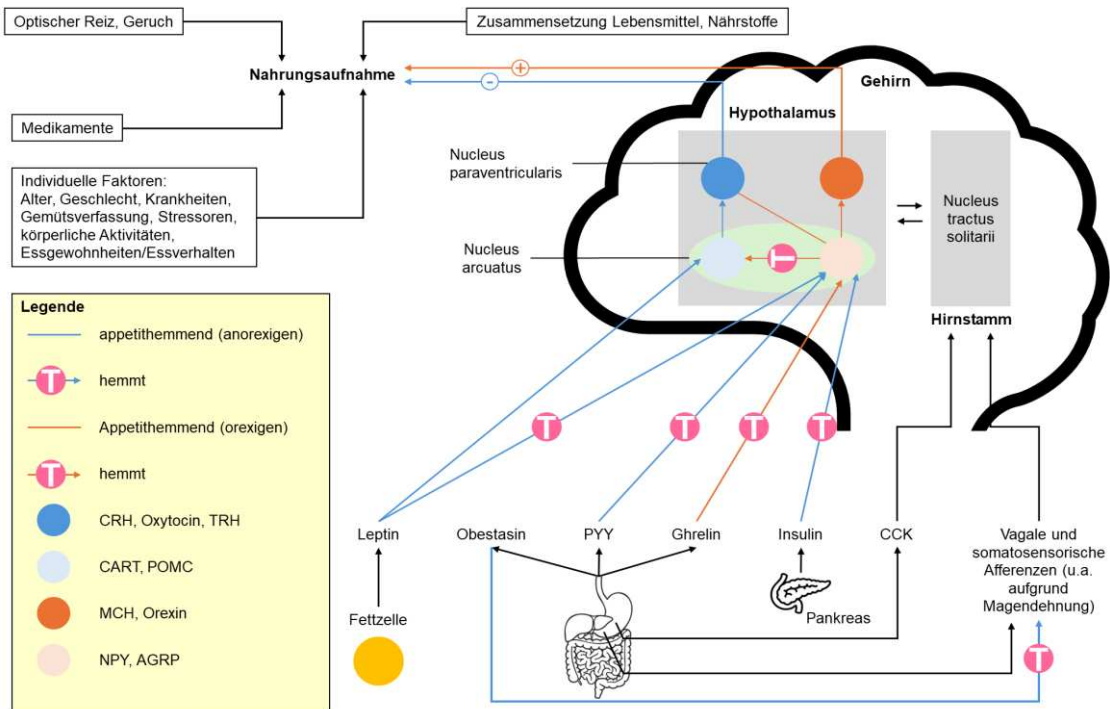 Optischer Reiz, Geruch
Zusammensetzung Lebensmittel, Nährstoffe
Nahrungsaufnahme
+
-
Gehirn
Hypothalamus
Medikamente
Nucleus
paraventricularis
Individuelle Faktoren:
Alter, Geschlecht, Krankheiten,
Gemütsverfassung, Stressoren,
körperliche Aktivitäten,
Essgewohnheiten/Essverhalten
Nucleus
tractus
solitarii
Nucleus
arcuatus
T
Hirnstamm
Legende
appetithemmend (anorexigen)
T
hemmt
Appetithemmend (orexigen)
T
hemmt
CRH, Oxytocin, TRH
CART, POMC
MCH, Orexin
NPY, AGRP
T
T
T
T
Leptin
Obestasin
PYY
Ghrelin
Insulin
CCK
Vagale und
somatosensorische
Afferenzen (u.a.
aufgrund
Magendehnung)
Fettzelle
Pankreas
T